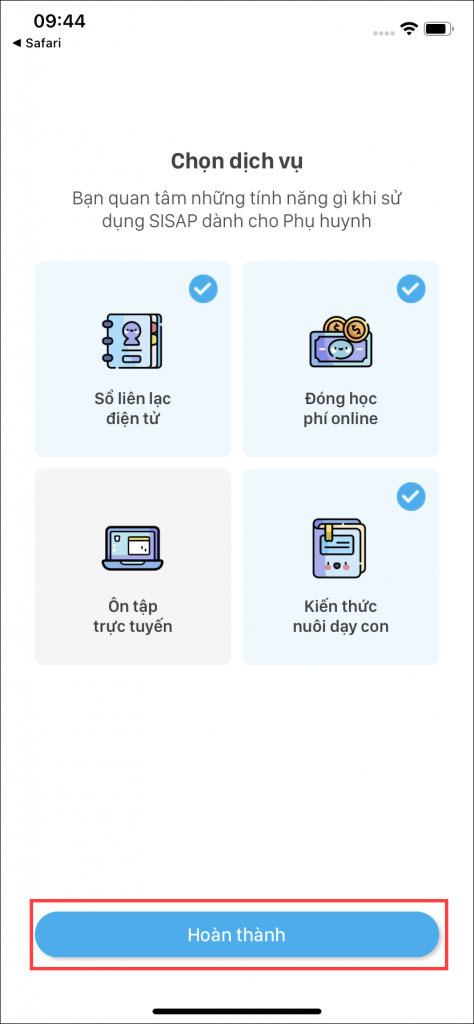 09:44
◀ Safari
Chọn dịch vụ
Bạn quan tâm những tính năng gì khi sử
dụng SISAP dành cho Phụ huynh
Sổ liên lạc
điện tử
Đóng học
phí online
Ôn tập
trực tuyến
Kiến thức
nuôi dạy con
Hoàn thành